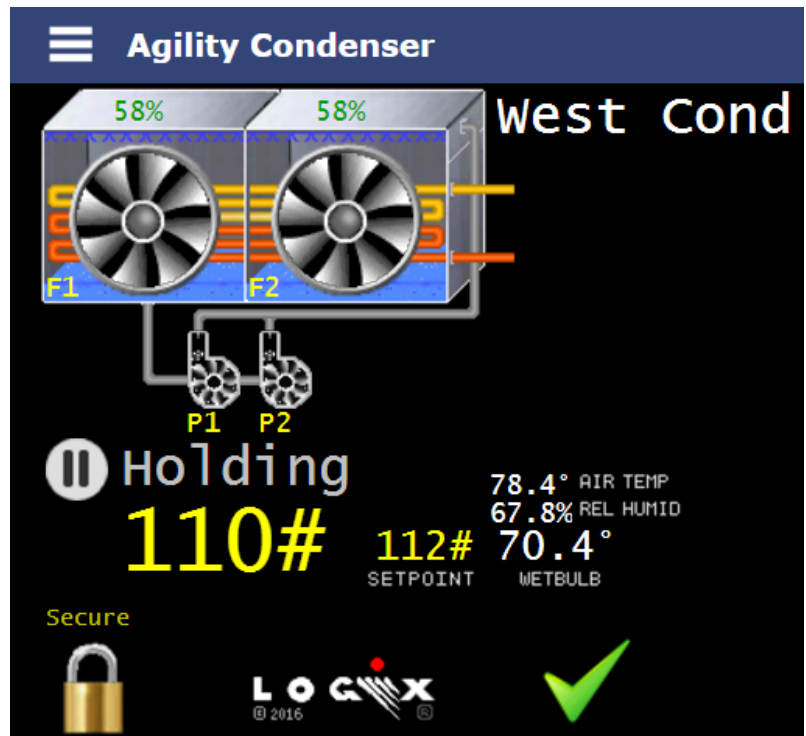 Agility Condenser
58% 58%
West Cond
F1 F2
P1 P2
Holding
78.4° AIR TEMP
67.8% REL HUMID
110# 112# 70.4°
SETPOINT WETBULB
Secure
LOGIX
© 2016 ®